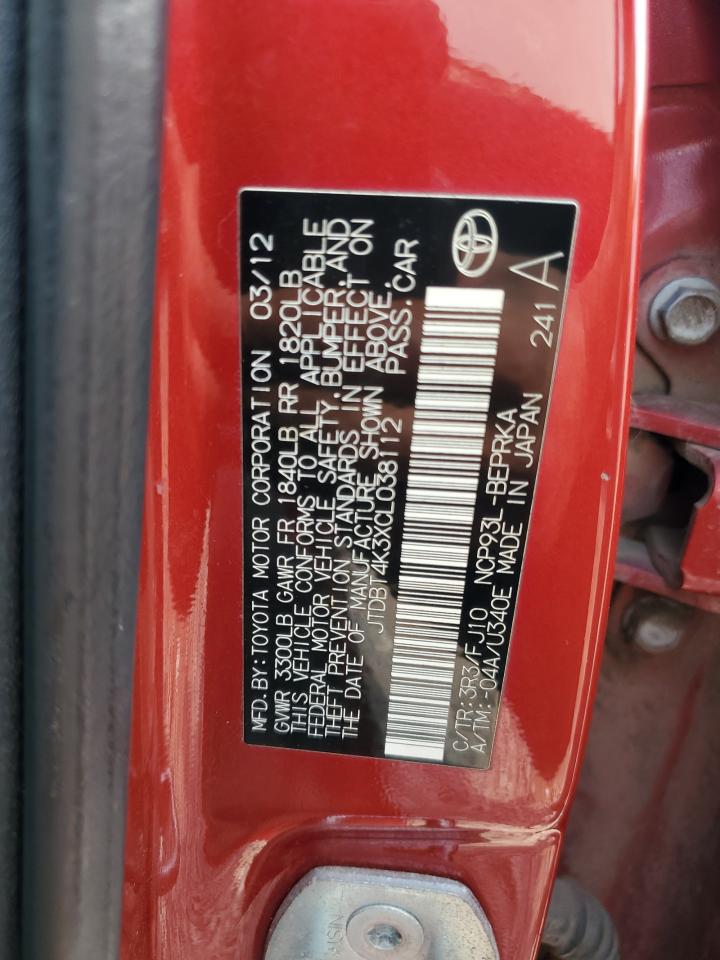 MFD.BY:TOYOTA MOTOR CORPORATION 03/12
GVWR 3300LB GAWR FR 1840LB RR 1820LB
THIS VEHICLE CONFORMS TO ALL APPLICABLE
FEDERAL MOTOR VEHICLE SAFETY, BUMPER,AND
THEFT PREVENTION STANDARDS IN EFFECT ON
THE DATE OF MANUFACTURE SHOWN ABOVE.
JTDBT4K3XCL038112 PASS.CAR
C/TR:3R3/FJ10 NCP93L-BEPRKA
A/TM:-04A/U340E MADE IN JAPAN 241 A
AISIN